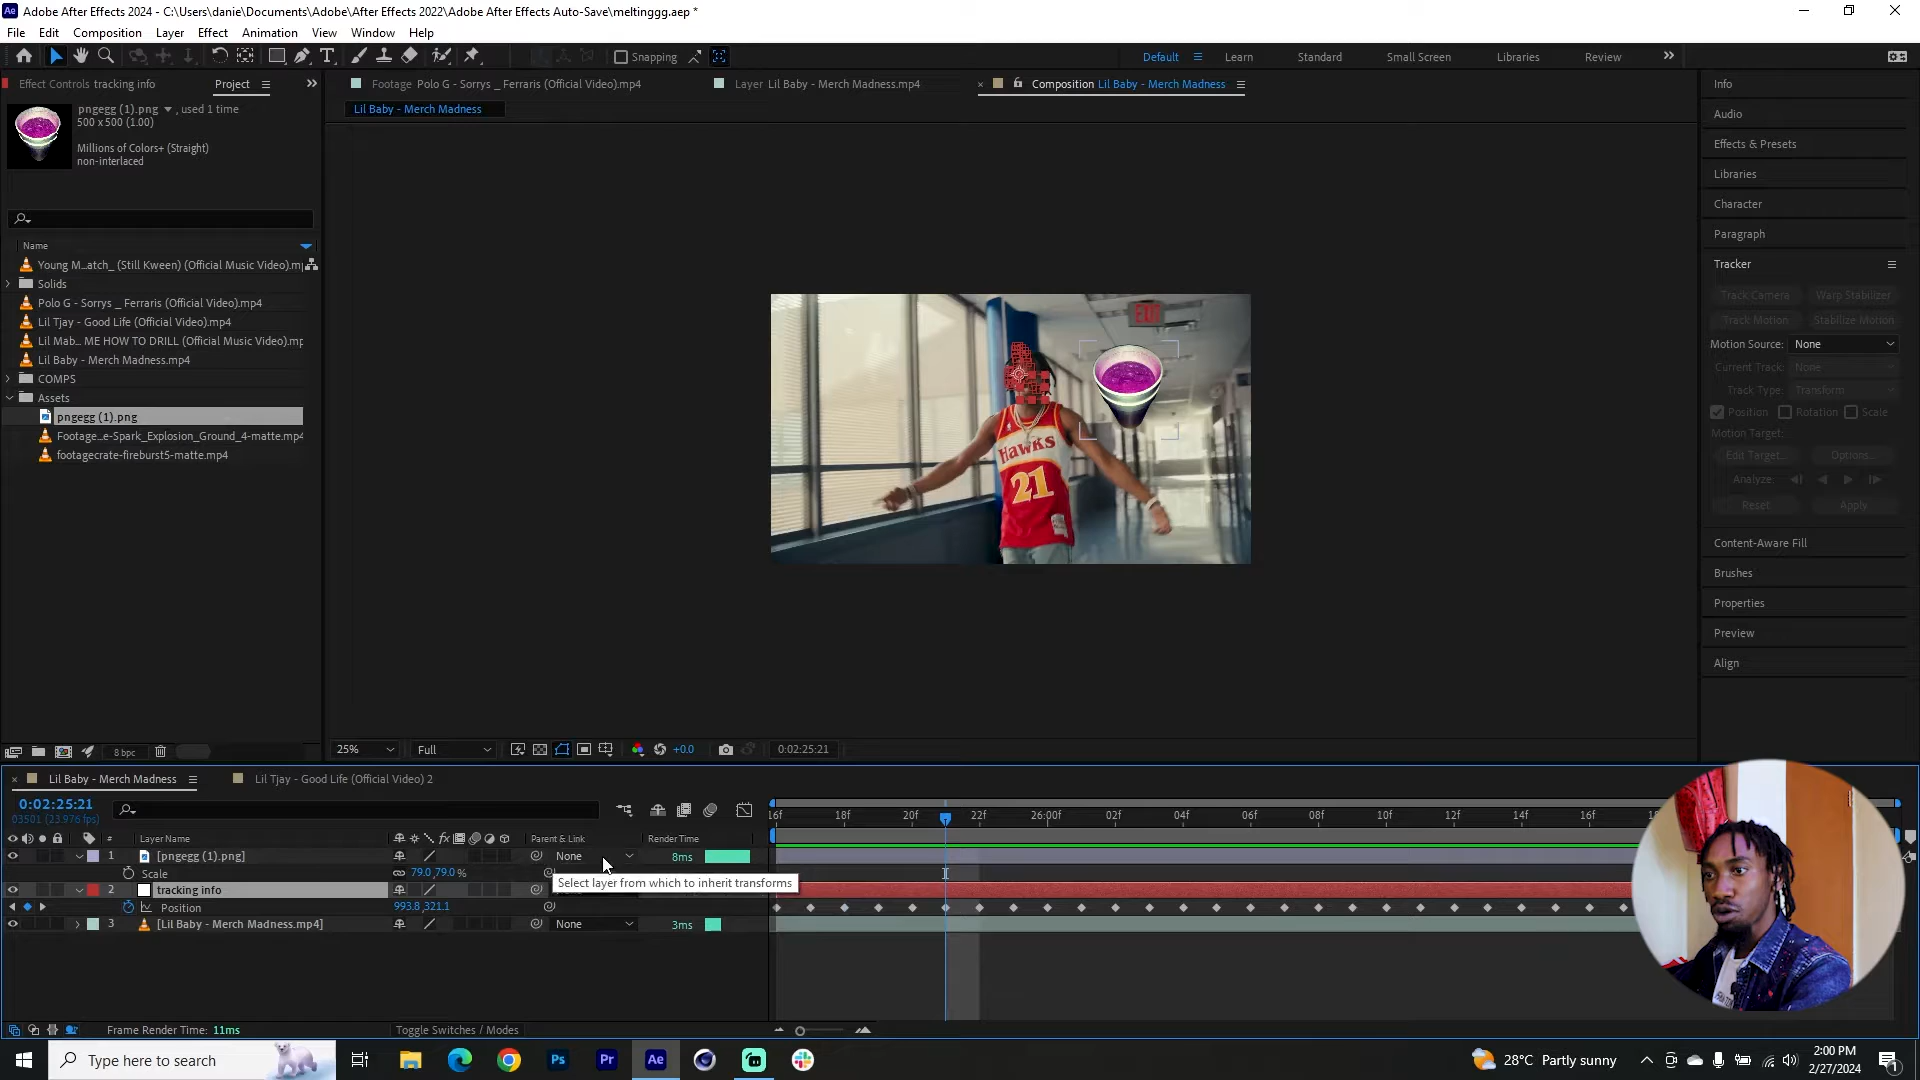 Adobe After Effects 2024 - C:\Users\danie\Documents\Adobe\After Effects 2022\Adobe After Effects Auto-Save\meltinggg.aep *
File Edit Composition Layer Effect Animation View Window Help
Snapping
Default Learn Standard Small Screen Libraries Review
Effect Controls tracking info Project
Footage Polo G - Sorrys _ Ferraris (Official Video).mp4 Layer Lil Baby - Merch Madness.mp4 Composition Lil Baby - Merch Madness
Lil Baby - Merch Madness
pngegg (1).png , used 1 time
500 x 500 (1.00)
Millions of Colors+ (Straight)
non-interlaced
Name
Young M...atch_ (Still Kween) (Official Music Video).m
Solids
Polo G - Sorrys _ Ferraris (Official Video).mp4
Lil Tjay - Good Life (Official Video).mp4
Lil Mab... ME HOW TO DRILL (Official Music Video).mp
Lil Baby - Merch Madness.mp4
COMPS
Assets
pngegg (1).png
Footage...e-Spark_Explosion_Ground_4-matte.mp4
footagecrate-fireburst5-matte.mp4
EXIT
HAWKS
21
Info
Audio
Effects & Presets
Libraries
Character
Paragraph
Tracker
Track Camera Warp Stabilizer
Track Motion Stabilize Motion
Motion Source: None
Current Track: None
Track Type: Transform
Position Rotation Scale
Motion Target:
Edit Target... Options...
Analyze:
Reset Apply
Content-Aware Fill
Brushes
Properties
Preview
Align
8 bpc
25% Full +0.0 0:02:25:21
Lil Baby - Merch Madness Lil Tjay - Good Life (Official Video) 2
0:02:25:21
03501 (23.976 fps)
16f 18f 20f 22f 26:00f 02f 04f 06f 08f 10f 12f 14f 16f 18
# Layer Name fx Parent & Link Render Time
1 [pngegg (1).png] None 8ms
Scale 79.0,79.0%
Select layer from which to inherit transforms
2 tracking info
Position 993.8,321.1
3 [Lil Baby - Merch Madness.mp4] None 3ms
Frame Render Time: 11ms Toggle Switches / Modes
Type here to search
Ps Pr Ae
28°C Partly sunny
2:00 PM
2/27/2024
1